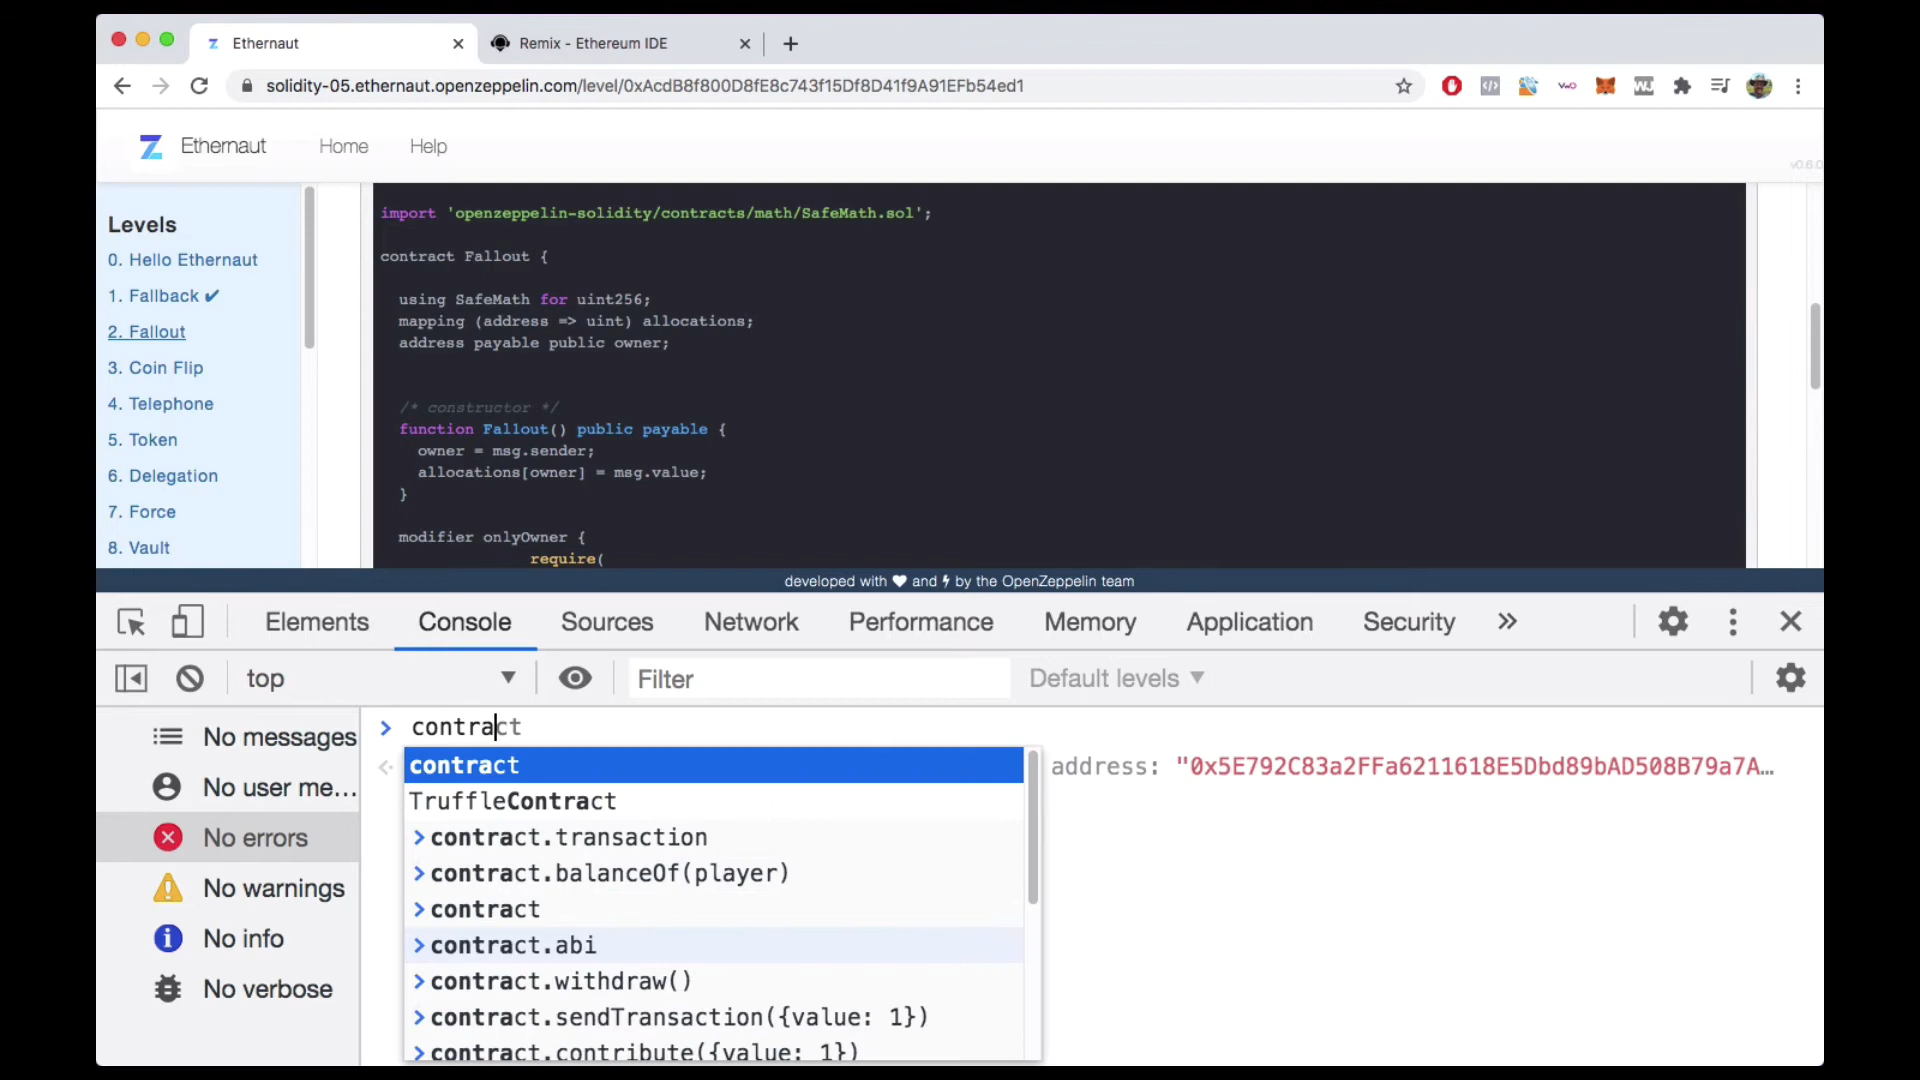 Ethernaut
Remix - Ethereum IDE
solidity-05.ethernaut.openzeppelin.com/level/0xAcdB8f800D8fE8c743f15Df8D41f9A91EFb54ed1
Ethernaut
Home
Help
v0.6.0
Levels
0. Hello Ethernaut
1. Fallback ✔
2. Fallout
3. Coin Flip
4. Telephone
5. Token
6. Delegation
7. Force
8. Vault
import 'openzeppelin-solidity/contracts/math/SafeMath.sol';
contract Fallout {
using SafeMath for uint256;
mapping (address => uint) allocations;
address payable public owner;
/* constructor */
function Fallout() public payable {
owner = msg.sender;
allocations[owner] = msg.value;
}
modifier onlyOwner {
require(
developed with ❤ and ⚡ by the OpenZeppelin team
Elements
Console
Sources
Network
Performance
Memory
Application
Security
»
top
Filter
Default levels ▼
No messages
No user me...
No errors
No warnings
No info
No verbose
> contract
address: "0x5E792C83a2FFa6211618E5Dbd89bAD508B79a7A…
contract
TruffleContract
> contract.transaction
> contract.balanceOf(player)
> contract
> contract.abi
> contract.withdraw()
> contract.sendTransaction({value: 1})
> contract.contribute({value: 1})